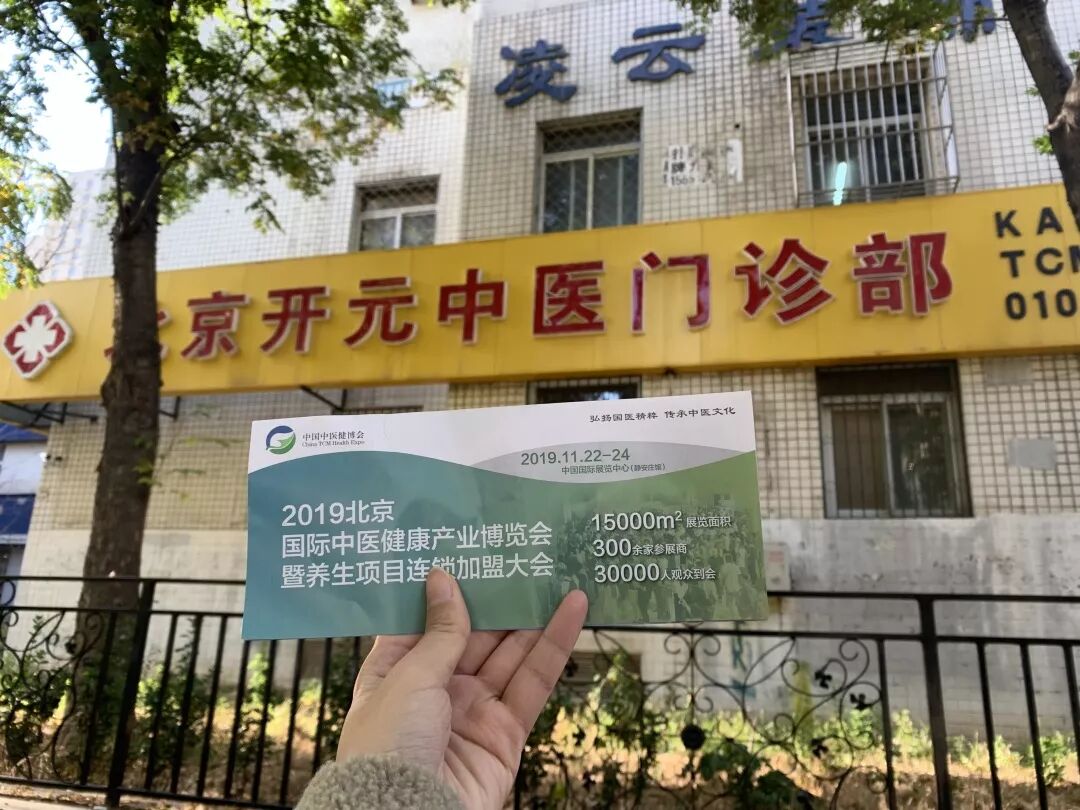 凌云
北京开元中医门诊部
KA
TCM
010
弘扬国医精粹 传承中医文化
中国中医健博会
China TCM Health Expo
2019.11.22-24
中国国际展览中心(静安庄馆)
2019北京
国际中医健康产业博览会
暨养生项目连锁加盟大会
15000m² 展览面积
300余家参展商
30000人观众到会